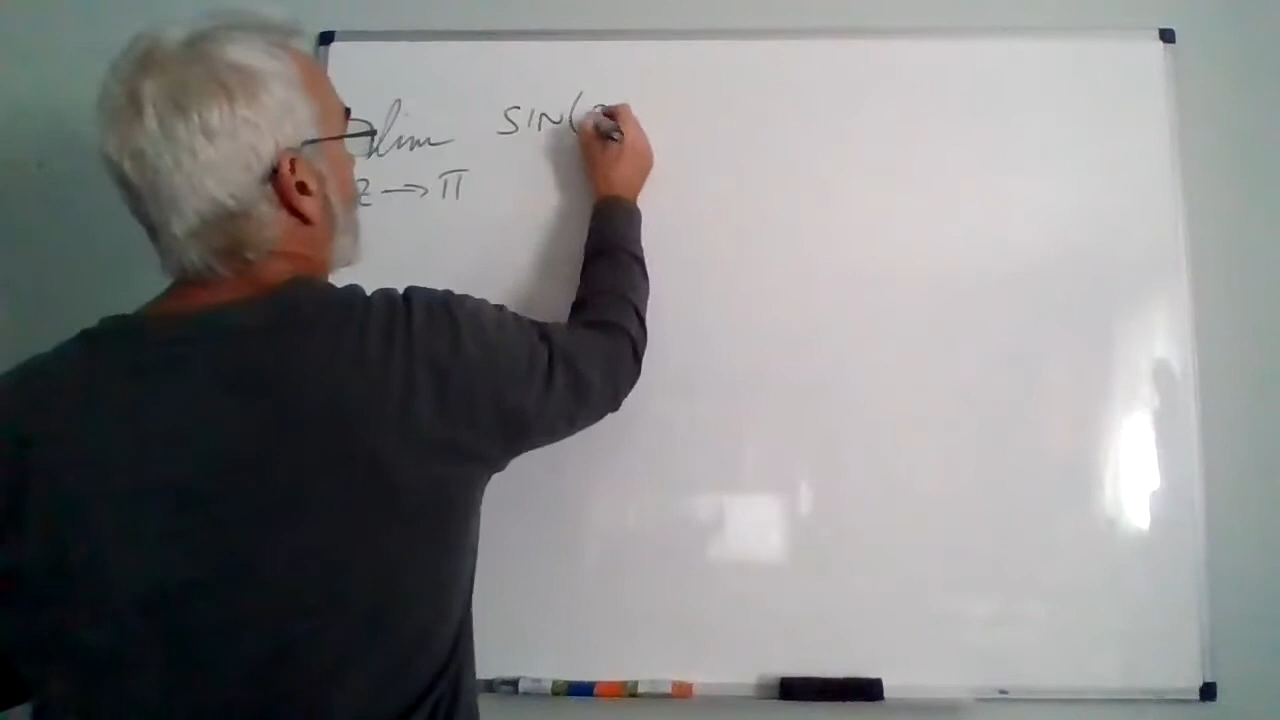 lim SIN(
z → π